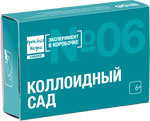 ЭКСПЕРИМЕНТ
В КОРОБОЧКЕ
№06
КОЛЛОИДНЫЙ
САД
6+